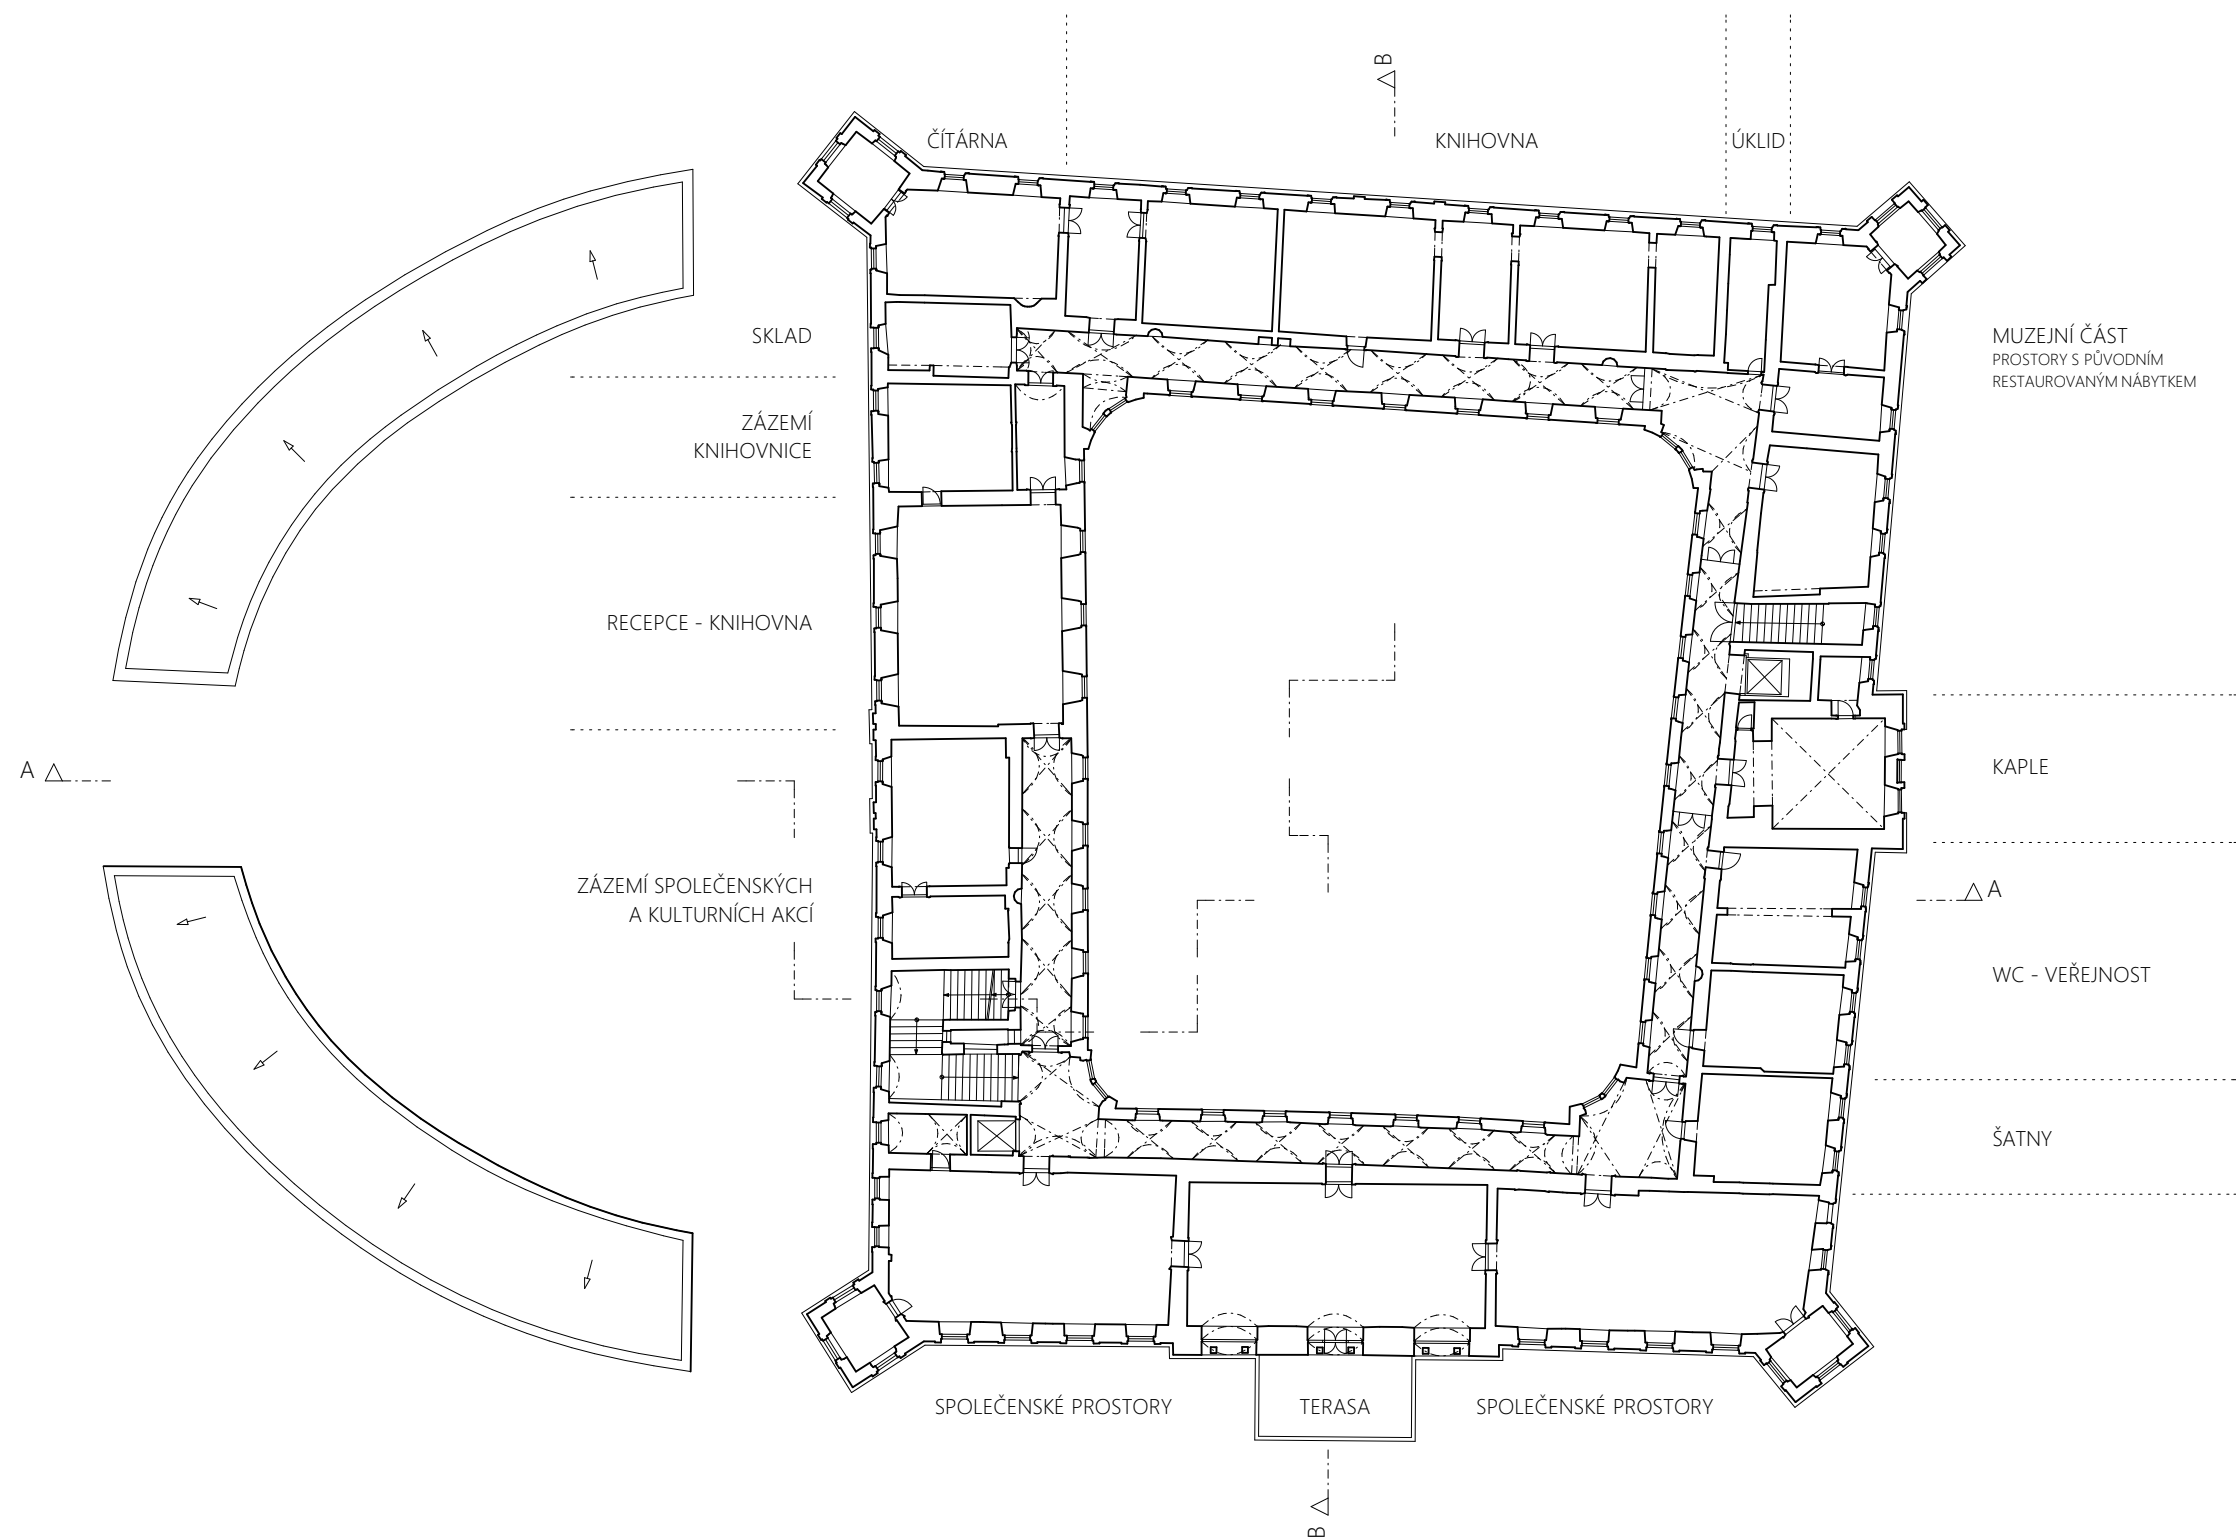 B
ČÍTÁRNA
KNIHOVNA
ÚKLID
SKLAD
MUZEJNÍ ČÁST
PROSTORY S PŮVODNÍM
RESTAUROVANÝM NÁBYTKEM
ZÁZEMÍ
KNIHOVNICE
RECEPCE - KNIHOVNA
A
KAPLE
ZÁZEMÍ SPOLEČENSKÝCH
A KULTURNÍCH AKCÍ
A
WC - VEŘEJNOST
ŠATNY
SPOLEČENSKÉ PROSTORY
TERASA
SPOLEČENSKÉ PROSTORY
B